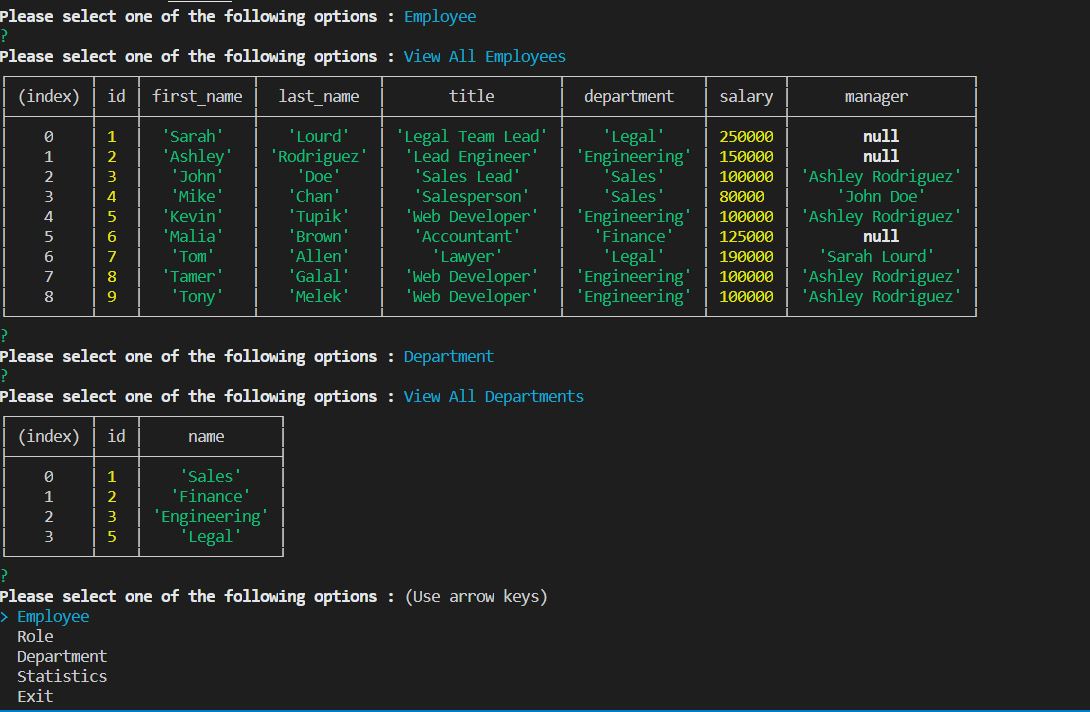 Please select one of the following options : Employee
?
Please select one of the following options : View All Employees
(index) id first_name last_name title department salary manager
0 1 'Sarah' 'Lourd' 'Legal Team Lead' 'Legal' 250000 null
1 2 'Ashley' 'Rodriguez' 'Lead Engineer' 'Engineering' 150000 null
2 3 'John' 'Doe' 'Sales Lead' 'Sales' 100000 'Ashley Rodriguez'
3 4 'Mike' 'Chan' 'Salesperson' 'Sales' 80000 'John Doe'
4 5 'Kevin' 'Tupik' 'Web Developer' 'Engineering' 100000 'Ashley Rodriguez'
5 6 'Malia' 'Brown' 'Accountant' 'Finance' 125000 null
6 7 'Tom' 'Allen' 'Lawyer' 'Legal' 190000 'Sarah Lourd'
7 8 'Tamer' 'Galal' 'Web Developer' 'Engineering' 100000 'Ashley Rodriguez'
8 9 'Tony' 'Melek' 'Web Developer' 'Engineering' 100000 'Ashley Rodriguez'
?
Please select one of the following options : Department
?
Please select one of the following options : View All Departments
(index) id name
0 1 'Sales'
1 2 'Finance'
2 3 'Engineering'
3 5 'Legal'
?
Please select one of the following options : (Use arrow keys)
> Employee
Role
Department
Statistics
Exit